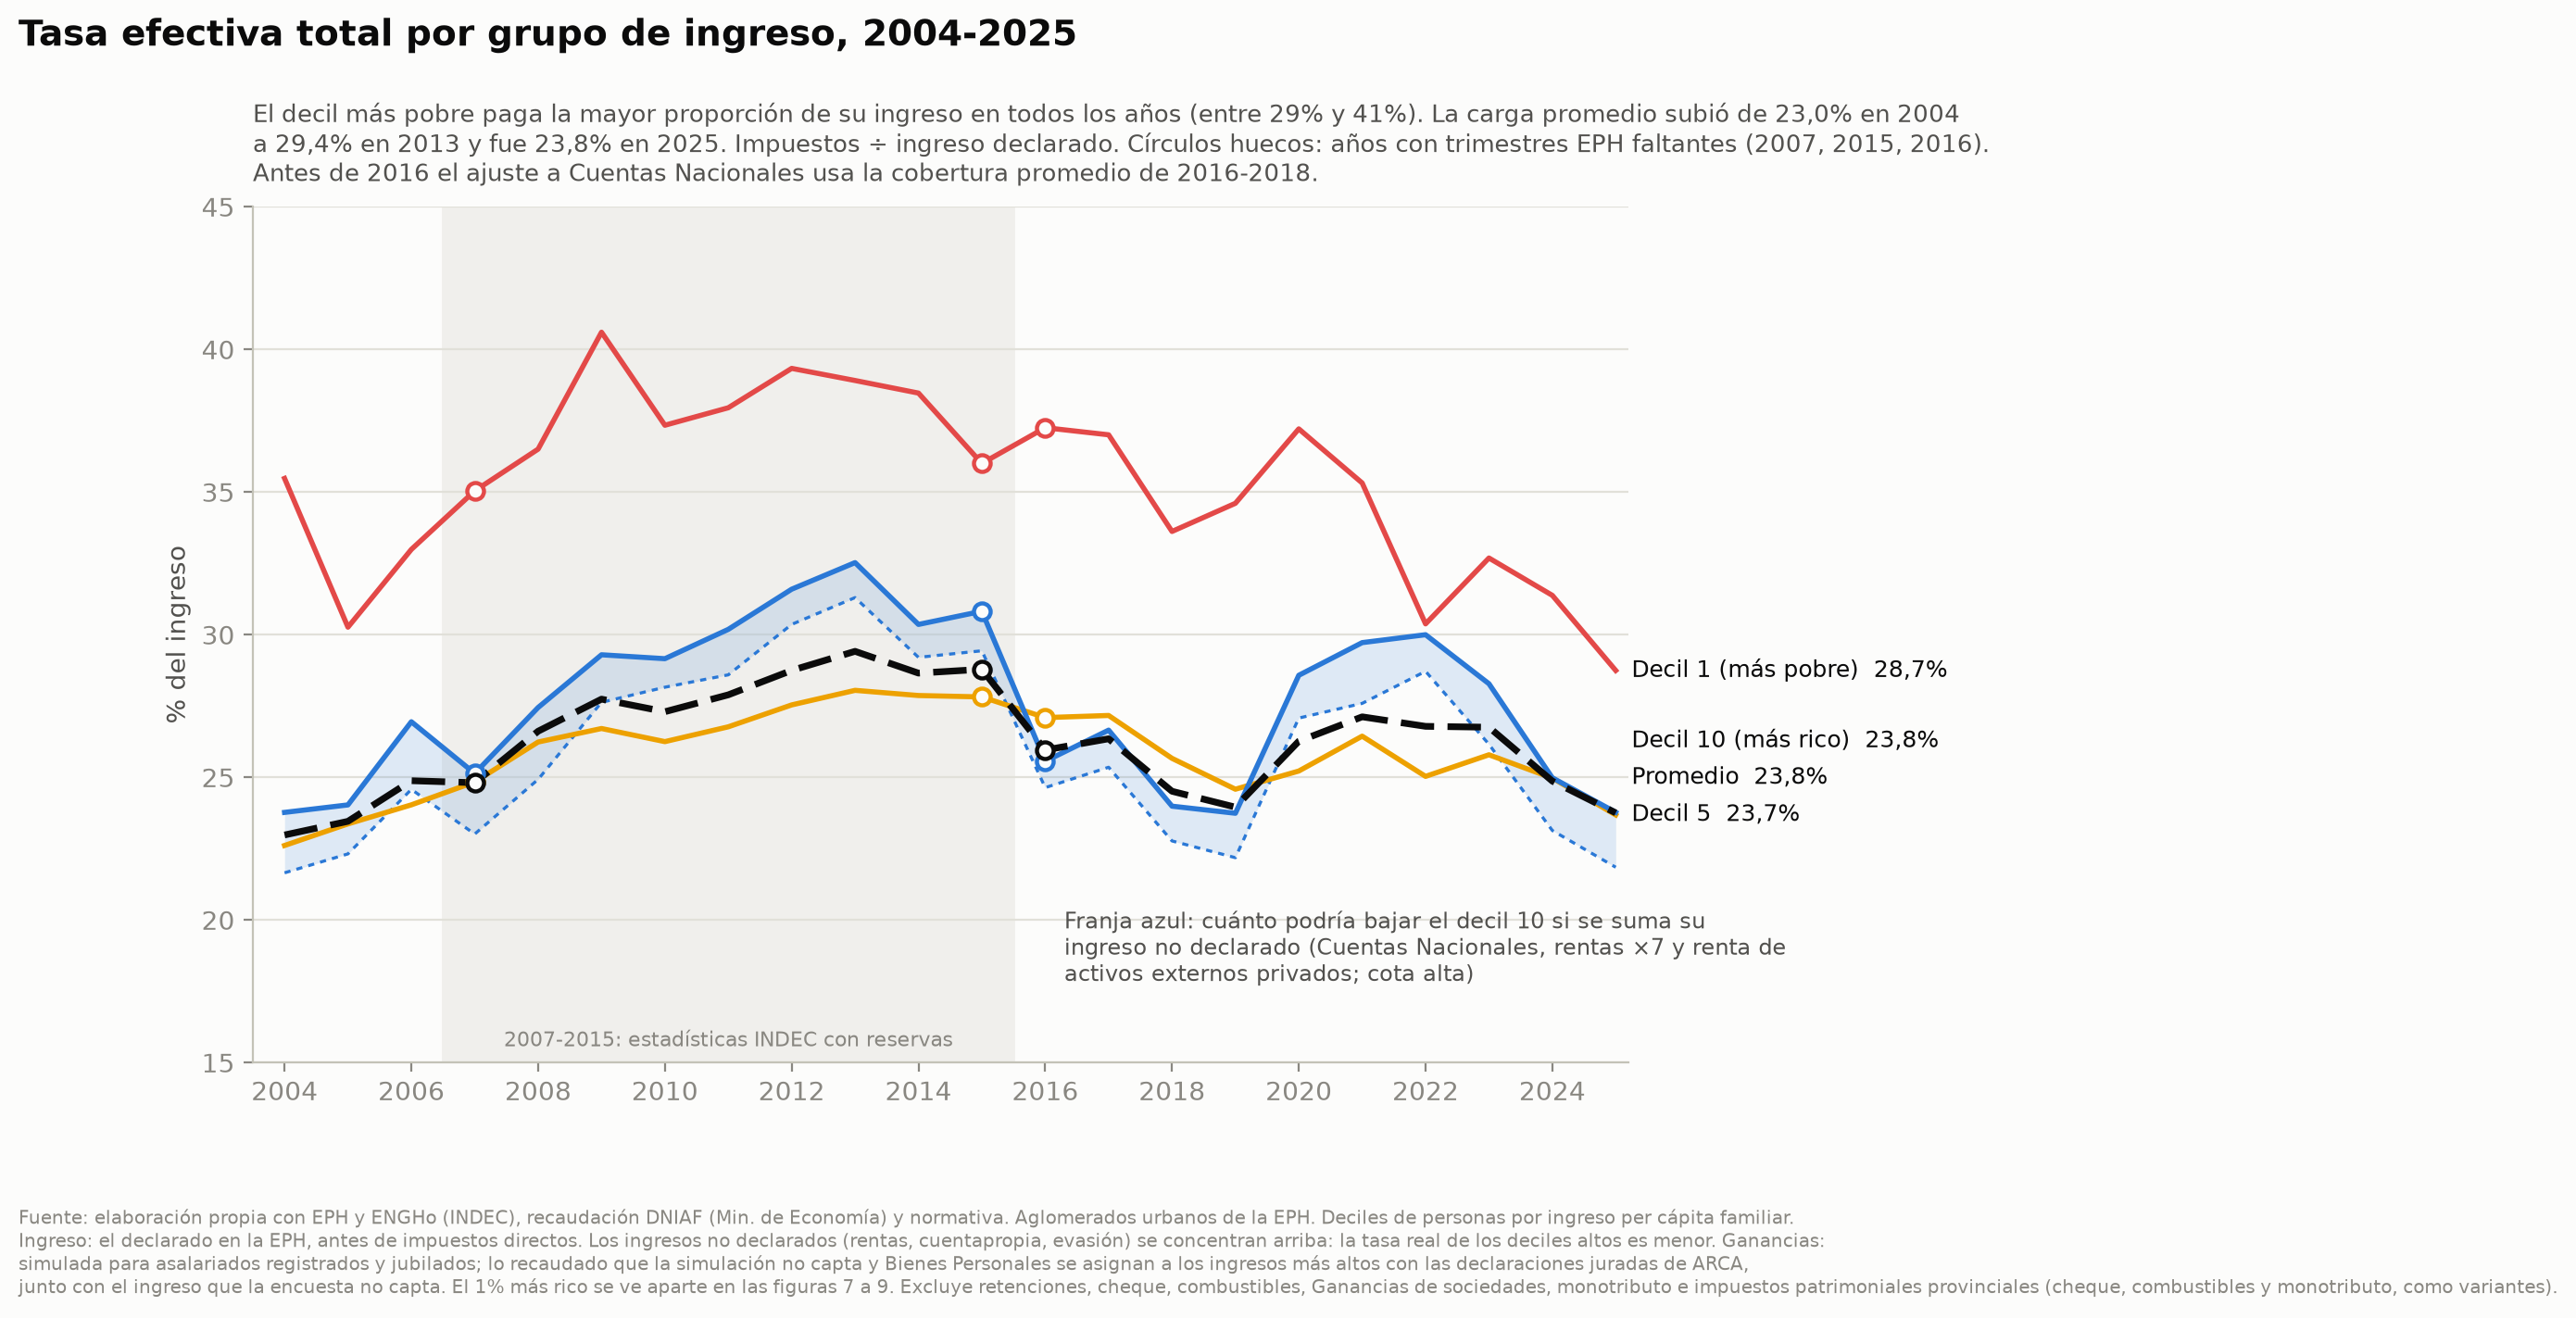 Tasa efectiva total por grupo de ingreso, 2004-2025
El decil más pobre paga la mayor proporción de su ingreso en todos los años (entre 29% y 41%). La carga promedio subió de 23,0% en 2004
a 29,4% en 2013 y fue 23,8% en 2025. Impuestos ÷ ingreso declarado. Círculos huecos: años con trimestres EPH faltantes (2007, 2015, 2016).
Antes de 2016 el ajuste a Cuentas Nacionales usa la cobertura promedio de 2016-2018.
45
40
35
30
25
20
15
% del ingreso
Decil 1 (más pobre) 28,7%
Decil 10 (más rico) 23,8%
Promedio 23,8%
Decil 5 23,7%
Franja azul: cuánto podría bajar el decil 10 si se suma su
ingreso no declarado (Cuentas Nacionales, rentas ×7 y renta de
activos externos privados; cota alta)
2007-2015: estadísticas INDEC con reservas
2004 2006 2008 2010 2012 2014 2016 2018 2020 2022 2024
Fuente: elaboración propia con EPH y ENGHo (INDEC), recaudación DNIAF (Min. de Economía) y normativa. Aglomerados urbanos de la EPH. Deciles de personas por ingreso per cápita familiar.
Ingreso: el declarado en la EPH, antes de impuestos directos. Los ingresos no declarados (rentas, cuentapropia, evasión) se concentran arriba: la tasa real de los deciles altos es menor. Ganancias:
simulada para asalariados registrados y jubilados; lo recaudado que la simulación no capta y Bienes Personales se asignan a los ingresos más altos con las declaraciones juradas de ARCA,
junto con el ingreso que la encuesta no capta. El 1% más rico se ve aparte en las figuras 7 a 9. Excluye retenciones, cheque, combustibles, Ganancias de sociedades, monotributo e impuestos patrimoniales provinciales (cheque, combustibles y monotributo, como variantes).